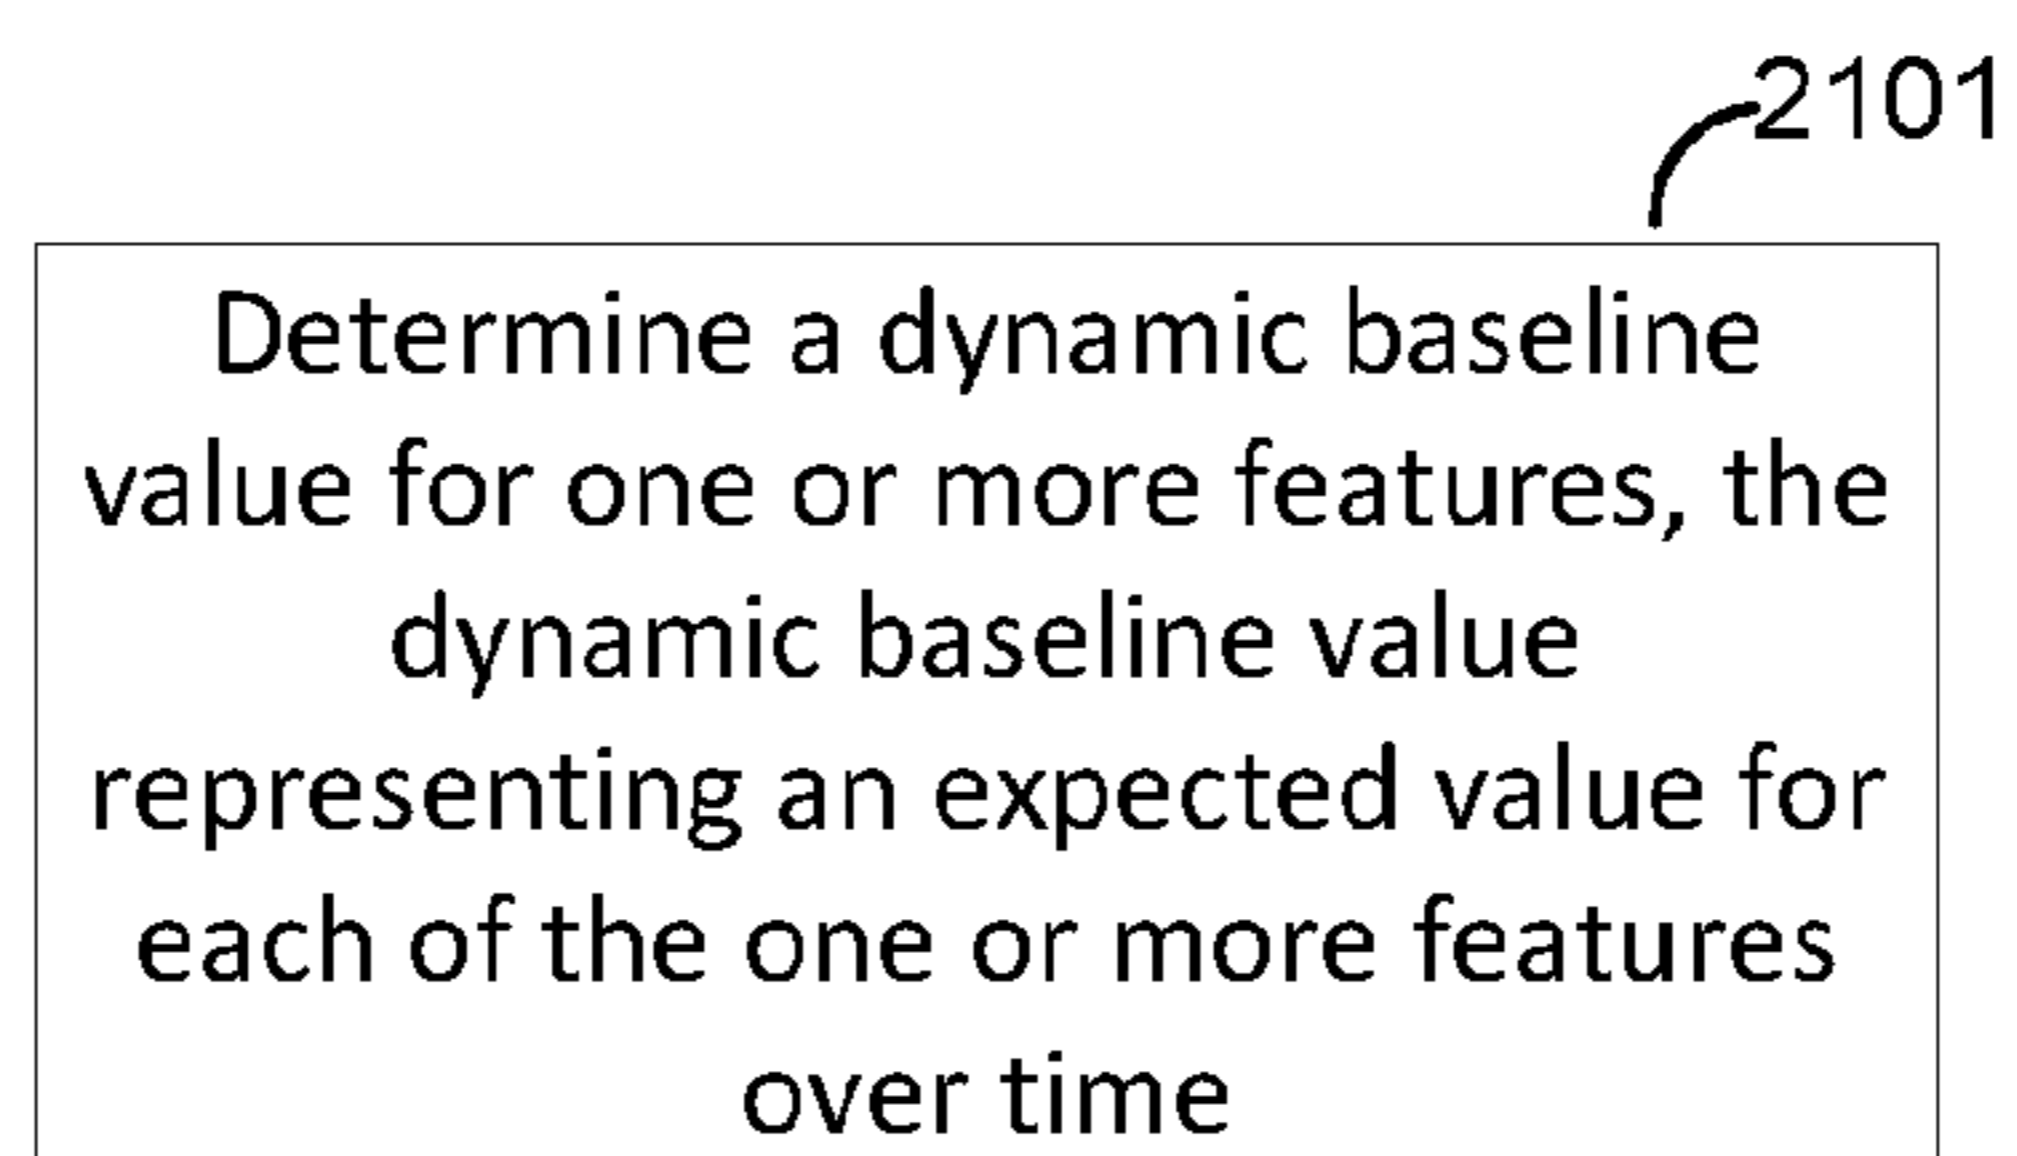 2101
Determine a dynamic baseline
value for one or more features, the
dynamic baseline value
representing an expected value for
each of the one or more features
over time